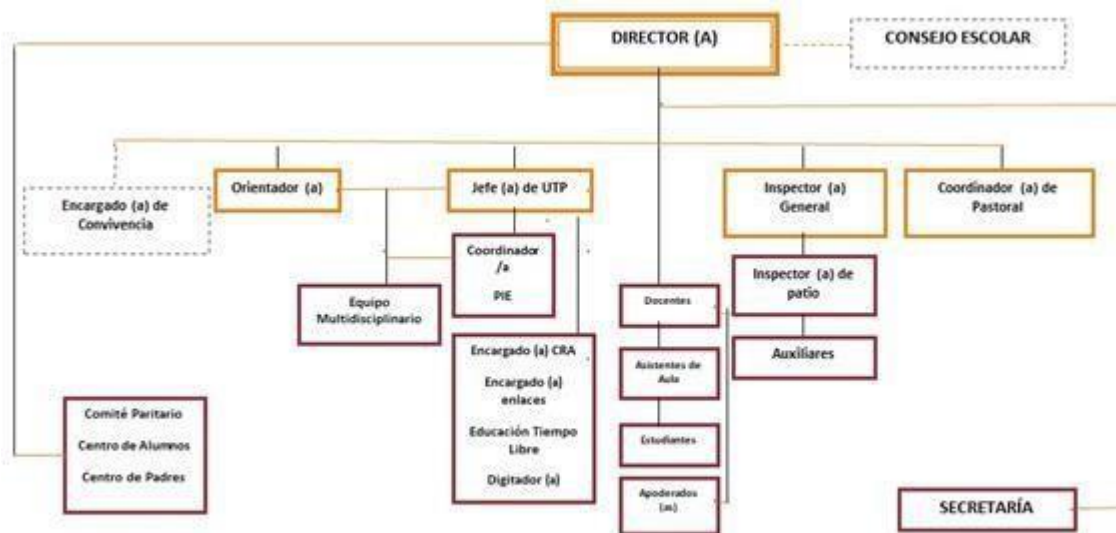 DIRECTOR (A)
CONSEJO ESCOLAR
Encargado (a) de
Convivencia
Orientador (a)
Jefe (a) de UTP
Inspector (a)
General
Coordinador (a) de
Pastoral
Coordinador
/a
PIE
Equipo
Multidisciplinario
Docentes
Inspector (a) de
patio
Encargado (a) CRA
Encargado (a)
enlaces
Educación Tiempo
Libre
Digitador (a)
Asistentes de
Aula
Auxiliares
Comité Paritario
Centro de Alumnos
Centro de Padres
Estudiantes
Apoderados
SECRETARÍA